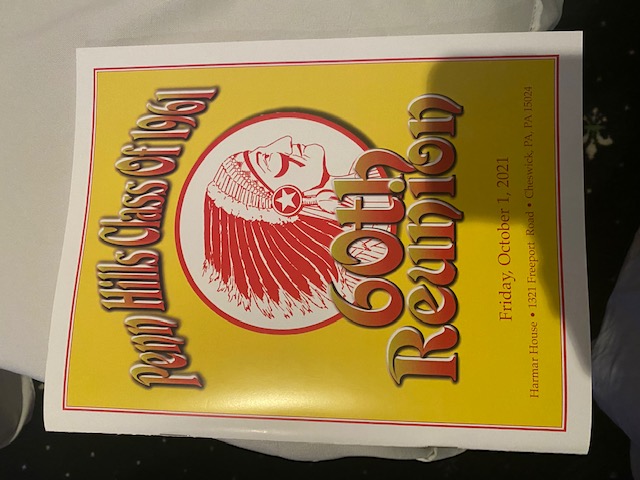 Penn Hills Class Of 1961
60th
Reunion
Friday, October 1, 2021
Harmar House • 1321 Freeport Road • Cheswick, PA, PA 15024